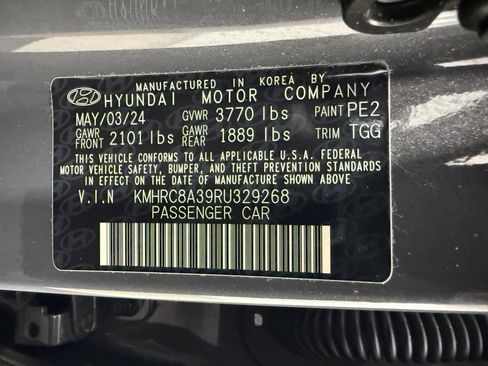 MANUFACTURED IN KOREA BY
HYUNDAI MOTOR COMPANY
MAY/03/24 GVWR 3770 lbs PAINT PE2
GAWR FRONT 2101 lbs GAWR REAR 1889 lbs TRIM TGG
THIS VEHICLE CONFORMS TO ALL APPLICABLE U.S.A. FEDERAL
MOTOR VEHICLE SAFETY, BUMPER, AND THEFT PREVENTION STANDARDS
IN EFFECT ON THE DATE OF MANUFACTURE SHOWN ABOVE.
V.I.N KMHRC8A39RU329268
PASSENGER CAR